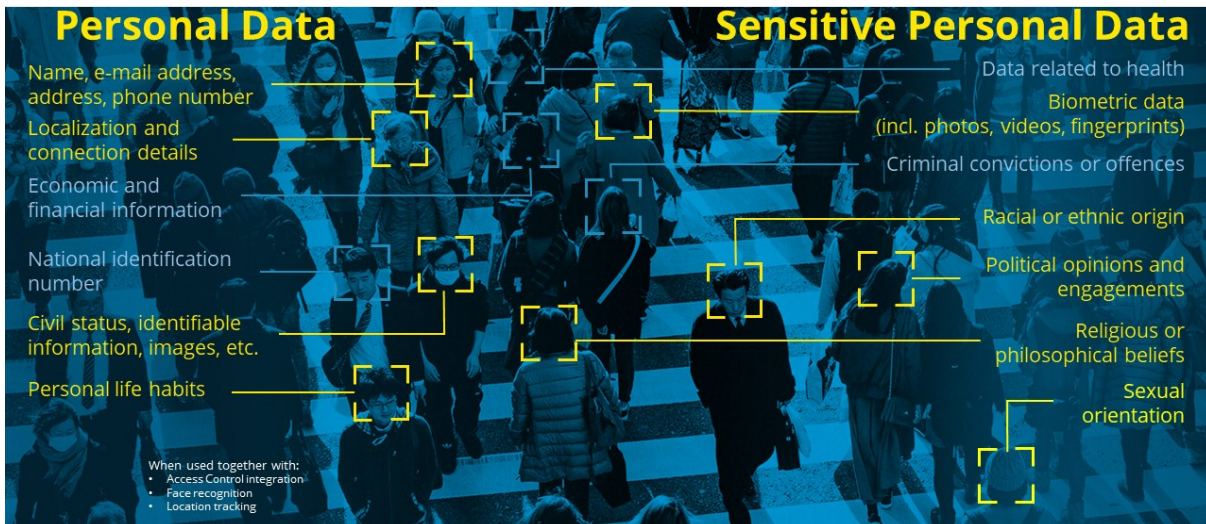 Personal Data
Name, e-mail address,
address, phone number
Localization and
connection details
Economic and
financial information
National identification
number
Civil status, identifiable
information, images, etc.
Personal life habits
When used together with:
• Access Control integration
• Face recognition
• Location tracking
Sensitive Personal Data
Data related to health
Biometric data
(incl. photos, videos, fingerprints)
Criminal convictions or offences
Racial or ethnic origin
Political opinions and
engagements
Religious or
philosophical beliefs
Sexual
orientation